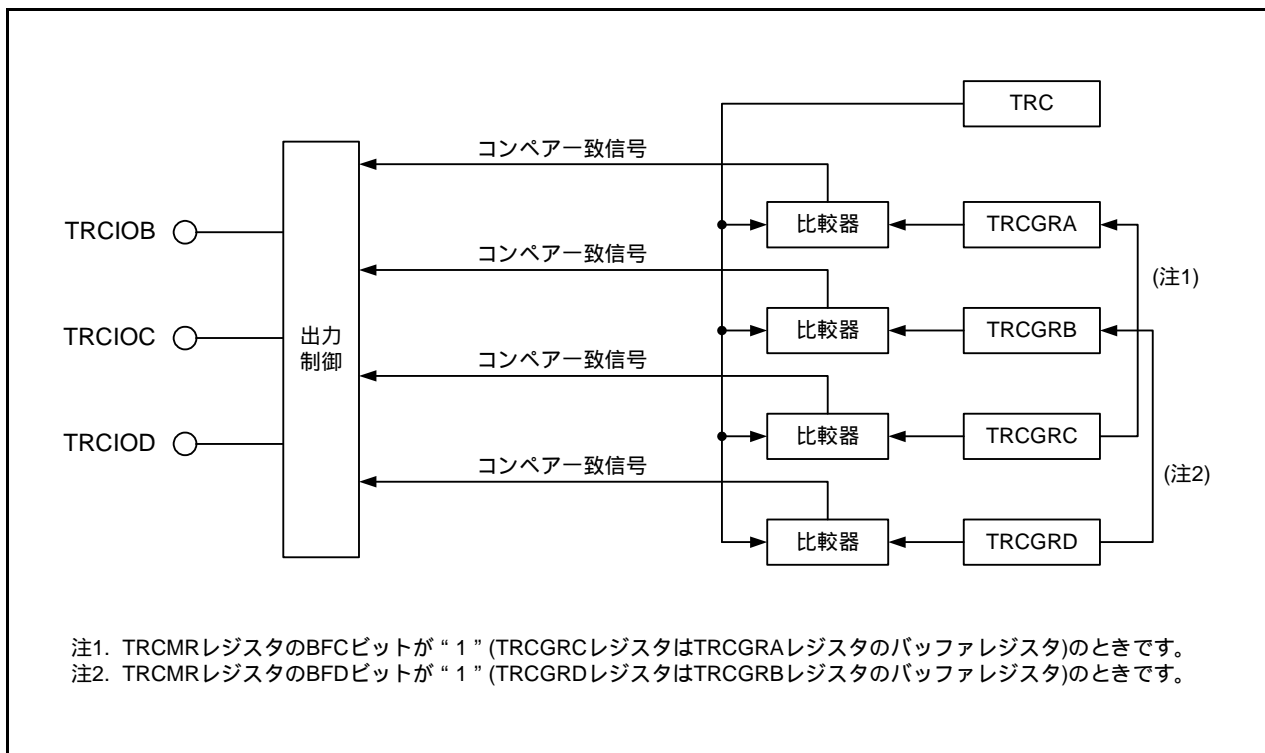 TRC
コンペア一致信号
TRCIOB
比較器
TRCGRA
コンペア一致信号
(注1)
TRCIOC
出力
制御
比較器
TRCGRB
コンペア一致信号
TRCIOD
比較器
TRCGRC
コンペア一致信号
(注2)
比較器
TRCGRD
注1. TRCMRレジスタのBFCビットが“1”(TRCGRCレジスタはTRCGRAレジスタのバッファレジスタ)のときです。
注2. TRCMRレジスタのBFDビットが“1”(TRCGRDレジスタはTRCGRBレジスタのバッファレジスタ)のときです。